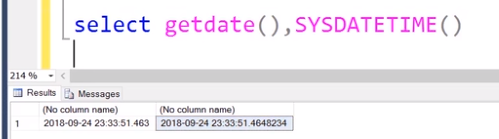 select getdate(),SYSDATETIME()
214 %
Results Messages
(No column name) (No column name)
1 2018-09-24 23:33:51.463 2018-09-24 23:33:51.4648234